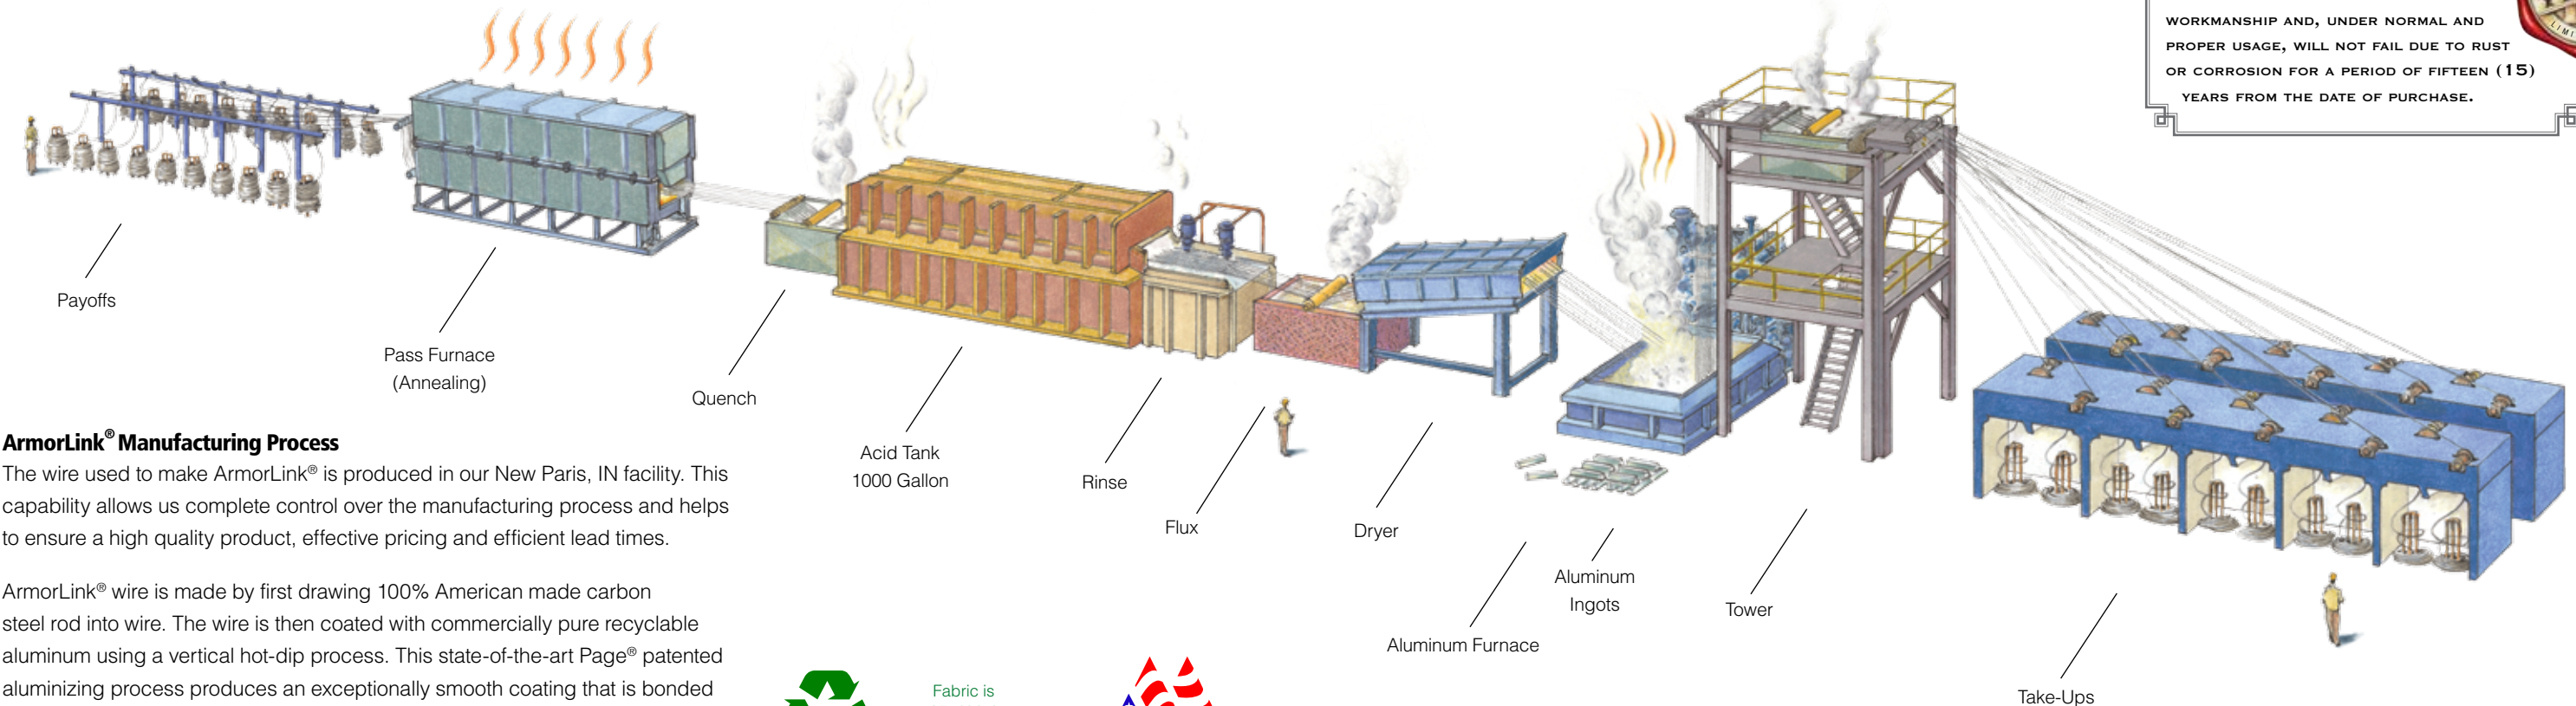 WORKMANSHIP AND, UNDER NORMAL AND
PROPER USAGE, WILL NOT FAIL DUE TO RUST
OR CORROSION FOR A PERIOD OF FIFTEEN (15)
YEARS FROM THE DATE OF PURCHASE.
Payoffs
Pass Furnace
(Annealing)
Quench
Acid Tank
1000 Gallon
Rinse
Flux
Dryer
Aluminum Furnace
Aluminum
Ingots
Tower
Take-Ups
ArmorLink® Manufacturing Process
The wire used to make ArmorLink® is produced in our New Paris, IN facility. This
capability allows us complete control over the manufacturing process and helps
to ensure a high quality product, effective pricing and efficient lead times.
ArmorLink® wire is made by first drawing 100% American made carbon
steel rod into wire. The wire is then coated with commercially pure recyclable
aluminum using a vertical hot-dip process. This state-of-the-art Page® patented
aluminizing process produces an exceptionally smooth coating that is bonded
Fabric is